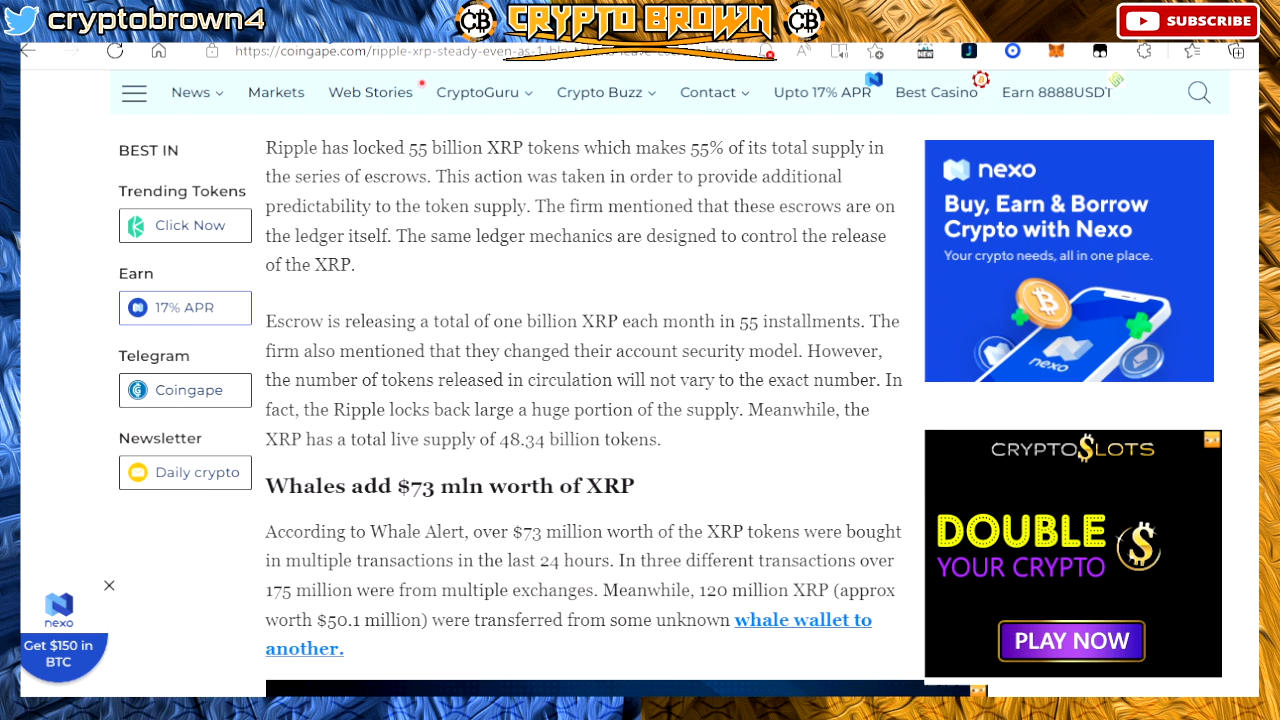 cryptobrown4
CB
CRYPTO BROWN
CB
SUBSCRIBE
https://coingape.com/ripple-xrp-steady-even-as-1
News
Markets
Web Stories
CryptoGuru
Crypto Buzz
Contact
Upto 17% APR
Best Casino
Earn 8888USDT
BEST IN
Trending Tokens
Click Now
Earn
17% APR
Telegram
Coingape
Newsletter
Daily crypto
nexo
Get $150 in
BTC
Ripple has locked 55 billion XRP tokens which makes 55% of its total supply in
the series of escrows. This action was taken in order to provide additional
predictability to the token supply. The firm mentioned that these escrows are on
the ledger itself. The same ledger mechanics are designed to control the release
of the XRP.
Escrow is releasing a total of one billion XRP each month in 55 installments. The
firm also mentioned that they changed their account security model. However,
the number of tokens released in circulation will not vary to the exact number. In
fact, the Ripple locks back large a huge portion of the supply. Meanwhile, the
XRP has a total live supply of 48.34 billion tokens.
Whales add $73 mln worth of XRP
According to Whale Alert, over $73 million worth of the XRP tokens were bought
in multiple transactions in the last 24 hours. In three different transactions over
175 million were from multiple exchanges. Meanwhile, 120 million XRP (approx
worth $50.1 million) were transferred from some unknown whale wallet to
another.
nexo
Buy, Earn & Borrow
Crypto with Nexo
Your crypto needs, all in one place.
nexo
CRYPTOSLOTS
DOUBLE
YOUR CRYPTO
PLAY NOW